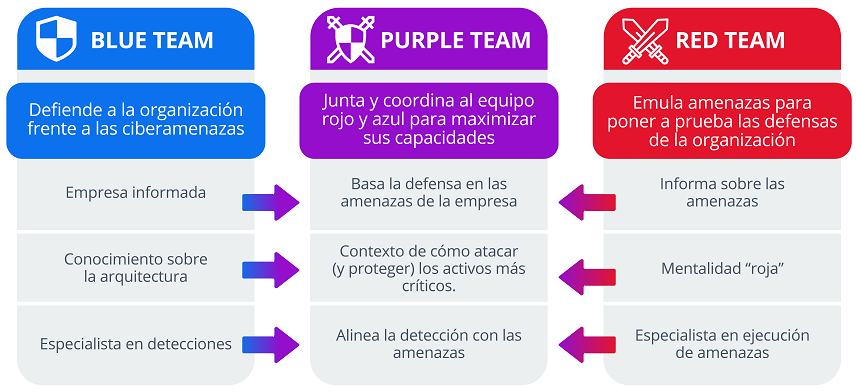 BLUE TEAM
PURPLE TEAM
RED TEAM
Defiende a la organización
frente a las ciberamenazas
Junta y coordina al equipo
rojo y azul para maximizar
sus capacidades
Emula amenazas para
poner a prueba las defensas
de la organización
Empresa informada
Basa la defensa en las
amenazas de la empresa
Informa sobre las
amenazas
Conocimiento sobre
la arquitectura
Contexto de cómo atacar
(y proteger) los activos más
críticos.
Mentalidad “roja”
Especialista en detecciones
Alinea la detección con las
amenazas
Especialista en ejecución
de amenazas